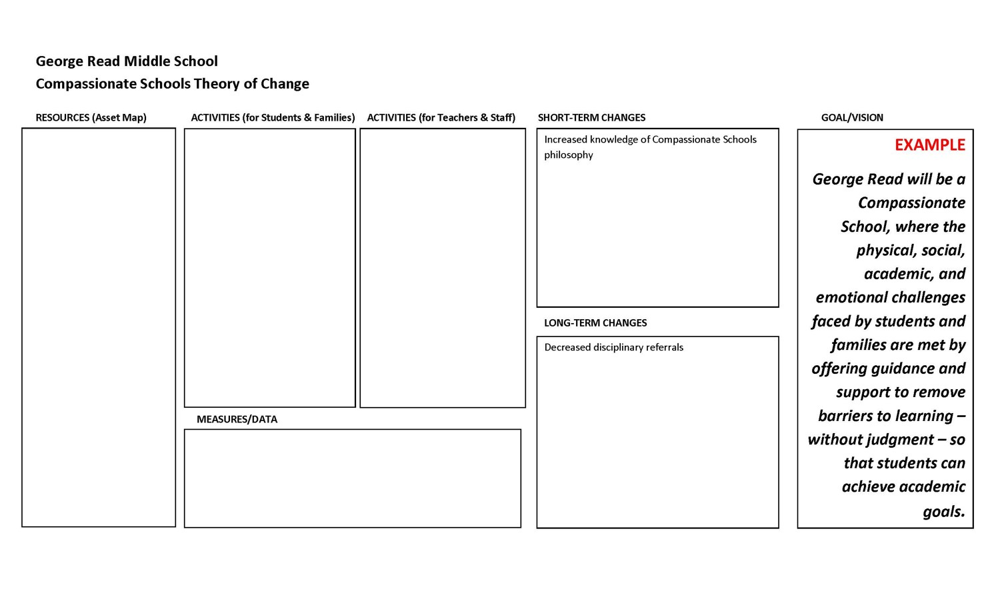 George Read Middle School
Compassionate Schools Theory of Change
RESOURCES (Asset Map)
ACTIVITIES (for Students & Families)
ACTIVITIES (for Teachers & Staff)
MEASURES/DATA
SHORT-TERM CHANGES
Increased knowledge of Compassionate Schools
philosophy
LONG-TERM CHANGES
Decreased disciplinary referrals
GOAL/VISION
EXAMPLE
George Read will be a
Compassionate
School, where the
physical, social,
academic, and
emotional challenges
faced by students and
families are met by
offering guidance and
support to remove
barriers to learning –
without judgment – so
that students can
achieve academic
goals.